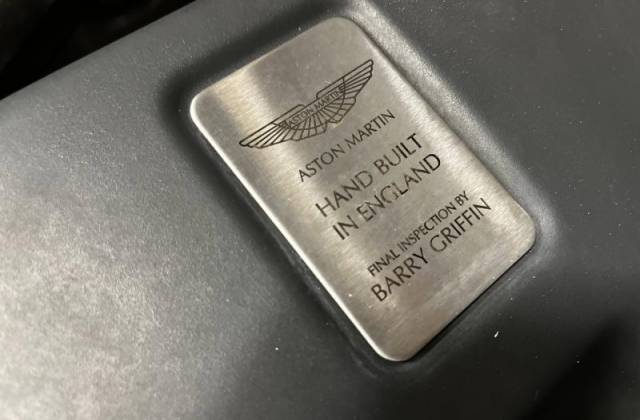 ASTON MARTIN
ASTON MARTIN
HAND BUILT
IN ENGLAND
FINAL INSPECTION BY
BARRY GRIFFIN